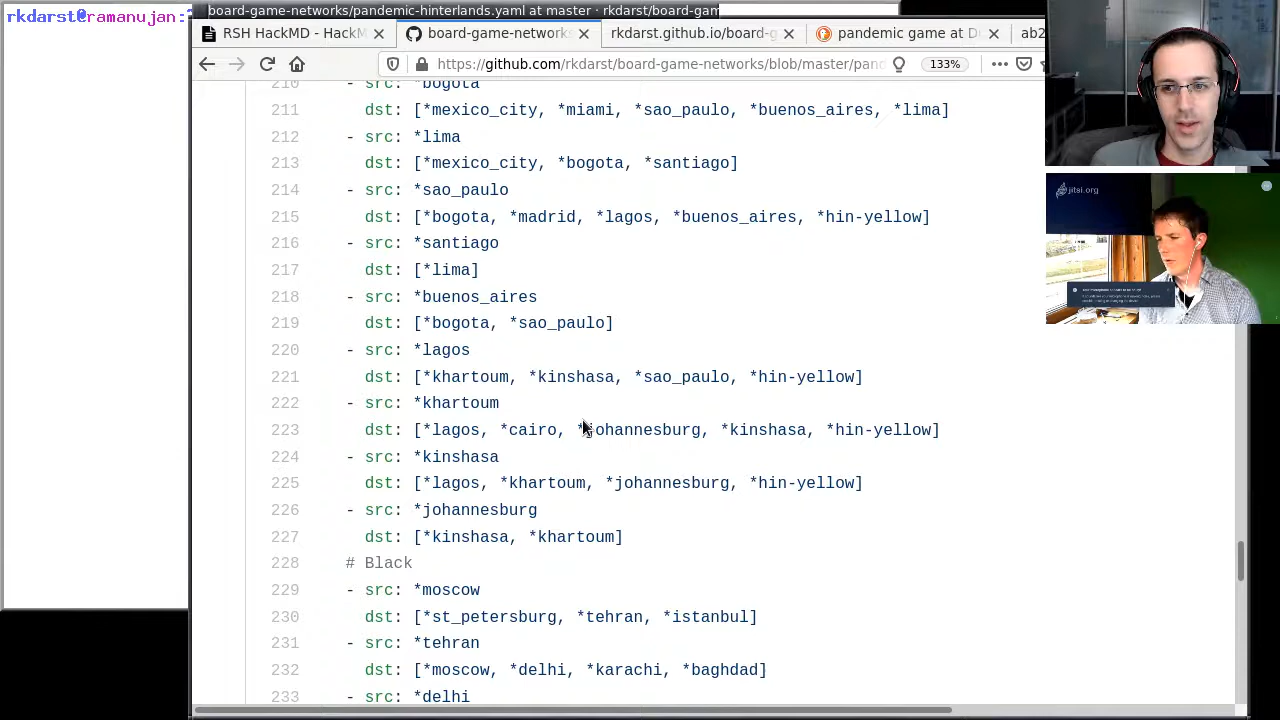 rkdarst@ramanujan:
board-game-networks/pandemic-hinterlands.yaml at master · rkdarst/board-gam
RSH HackMD - HackM
board-game-network
rkdarst.github.io/board-g
pandemic game at D
ab2
https://github.com/rkdarst/board-game-networks/blob/master/pand
133%
210 - src: *bogota
211 dst: [*mexico_city, *miami, *sao_paulo, *buenos_aires, *lima]
212 - src: *lima
213 dst: [*mexico_city, *bogota, *santiago]
214 - src: *sao_paulo
215 dst: [*bogota, *madrid, *lagos, *buenos_aires, *hin-yellow]
216 - src: *santiago
217 dst: [*lima]
218 - src: *buenos_aires
219 dst: [*bogota, *sao_paulo]
220 - src: *lagos
221 dst: [*khartoum, *kinshasa, *sao_paulo, *hin-yellow]
222 - src: *khartoum
223 dst: [*lagos, *cairo, *johannesburg, *kinshasa, *hin-yellow]
224 - src: *kinshasa
225 dst: [*lagos, *khartoum, *johannesburg, *hin-yellow]
226 - src: *johannesburg
227 dst: [*kinshasa, *khartoum]
228 # Black
229 - src: *moscow
230 dst: [*st_petersburg, *tehran, *istanbul]
231 - src: *tehran
232 dst: [*moscow, *delhi, *karachi, *baghdad]
233 - src: *delhi
jitsi.org